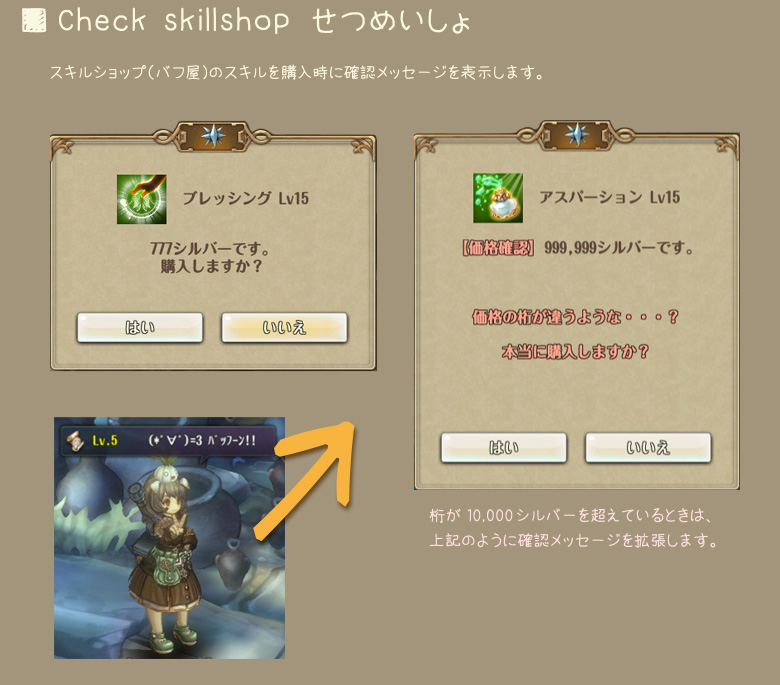 Check skillshop せつめいしょ
スキルショップ(バフ屋)のスキルを購入時に確認メッセージを表示します。
ブレッシング Lv15
777シルバーです。
購入しますか？
はい
いいえ
アスパーション Lv15
【価格確認】 999,999シルバーです。
価格の桁が違うような・・・？
本当に購入しますか？
はい
いいえ
Lv.5 (*ﾟ∀ﾟ)=3 ﾊﾞｯﾌｰﾝ!!
桁が 10,000シルバーを超えているときは、
上記のように確認メッセージを拡張します。